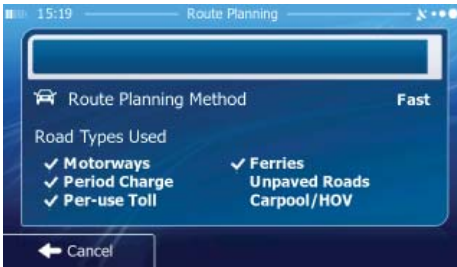 15:19 Route Planning
Route Planning Method Fast
Road Types Used
Motorways Ferries
Period Charge Unpaved Roads
Per-use Toll Carpool/HOV
Cancel